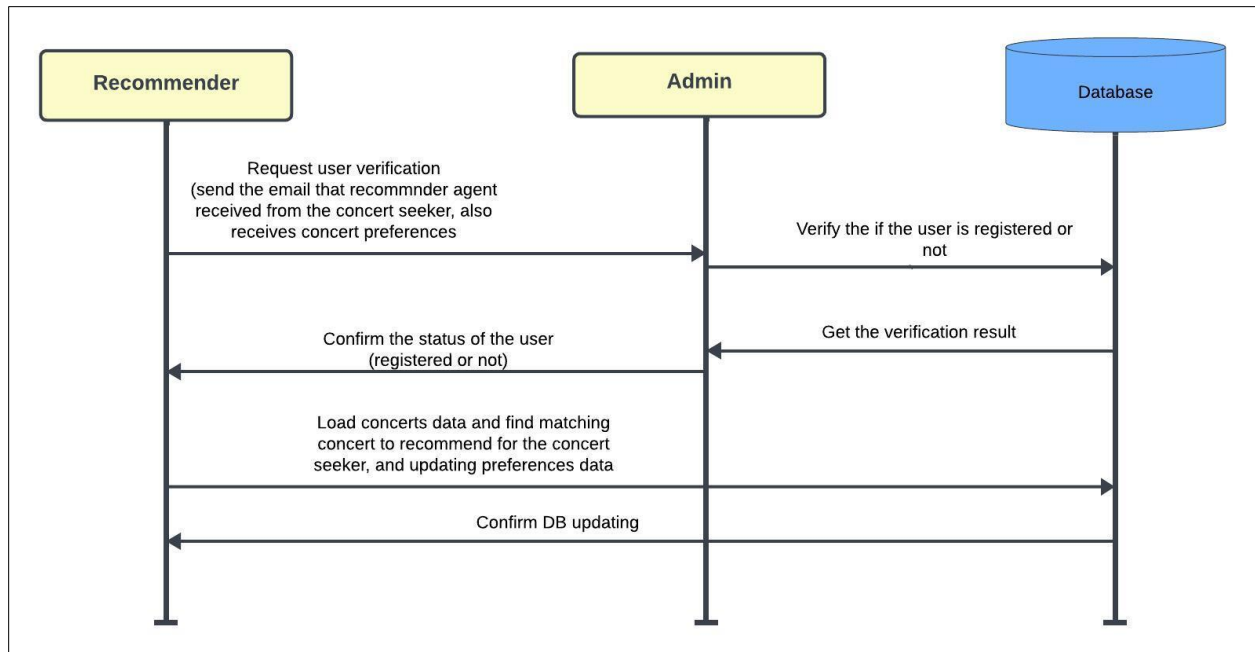 Recommender
Admin
Database
Request user verification
(send the email that recommnder agent
received from the concert seeker, also
receives concert preferences
Verify the if the user is registered or
not
Get the verification result
Confirm the status of the user
(registered or not)
Load concerts data and find matching
concert to recommend for the concert
seeker, and updating preferences data
Confirm DB updating